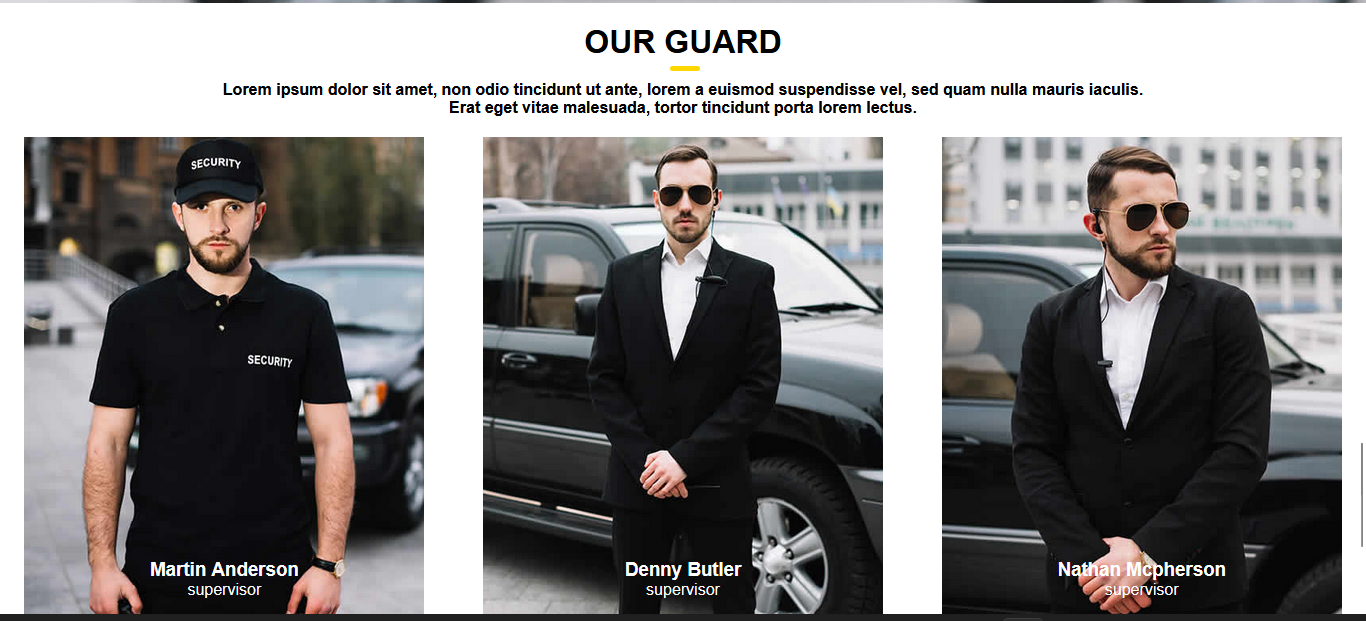 OUR GUARD
Lorem ipsum dolor sit amet, non odio tincidunt ut ante, lorem a euismod suspendisse vel, sed quam nulla mauris iaculis.
Erat eget vitae malesuada, tortor tincidunt porta lorem lectus.
SECURITY
SECURITY
Martin Anderson
supervisor
Denny Butler
supervisor
Nathan Mcpherson
supervisor